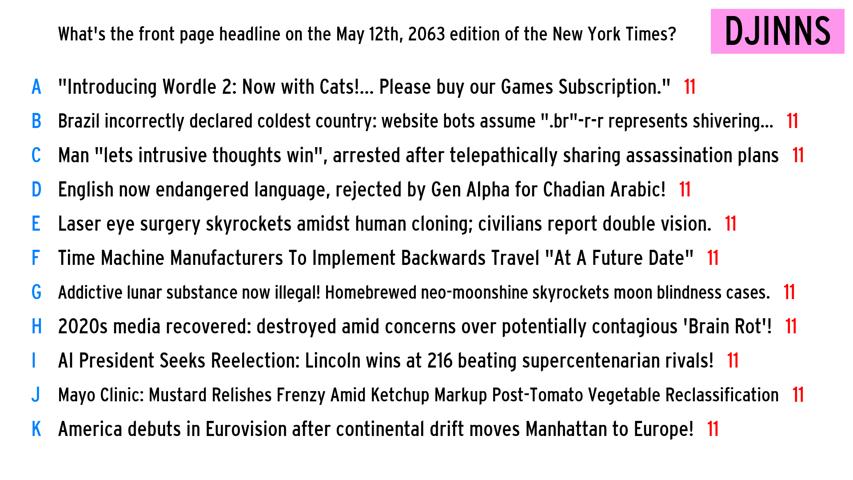 What's the front page headline on the May 12th, 2063 edition of the New York Times?
DJINNS
A "Introducing Wordle 2: Now with Cats!... Please buy our Games Subscription." 11
B Brazil incorrectly declared coldest country: website bots assume ".br"-r-r represents shivering... 11
C Man "lets intrusive thoughts win", arrested after telepathically sharing assassination plans 11
D English now endangered language, rejected by Gen Alpha for Chadian Arabic! 11
E Laser eye surgery skyrockets amidst human cloning; civilians report double vision. 11
F Time Machine Manufacturers To Implement Backwards Travel "At A Future Date" 11
G Addictive lunar substance now illegal! Homebrewed neo-moonshine skyrockets moon blindness cases. 11
H 2020s media recovered: destroyed amid concerns over potentially contagious 'Brain Rot'! 11
I AI President Seeks Reelection: Lincoln wins at 216 beating supercentenarian rivals! 11
J Mayo Clinic: Mustard Relishes Frenzy Amid Ketchup Markup Post-Tomato Vegetable Reclassification 11
K America debuts in Eurovision after continental drift moves Manhattan to Europe! 11